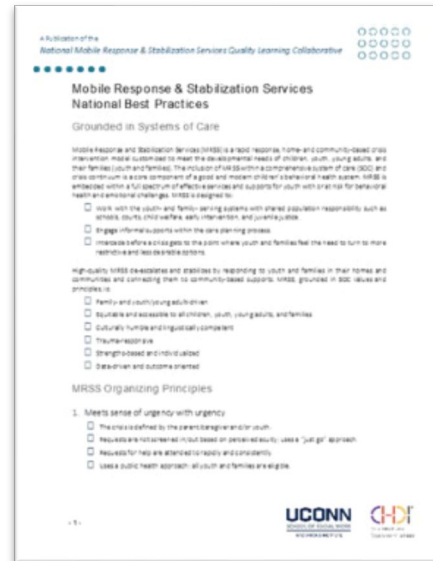 A Publication of the
National Mobile Response & Stabilization Services Quality Learning Collaborative
Mobile Response & Stabilization Services
National Best Practices
Grounded in Systems of Care
Mobile Response and Stabilization Services (MRSS) is a rapid response, home- and community-based crisis
intervention model customized to meet the developmental needs of children, youth, young adults, and
their families (youth and families). The inclusion of MRSS within a comprehensive system of care (SOC) and
crisis continuum is a core component of a good and modern children's behavioral health system. MRSS is
embedded within a full spectrum of effective services and supports for youth with or at risk for behavioral
health and emotional challenges. MRSS is designed to:
Work with the youth- and family-serving systems with shared population responsibility such as
schools, courts, child welfare, early intervention, and juvenile justice.
Engage informal supports within the care planning process.
Intercede before a crisis gets to the point where youth and families feel the need to turn to more
restrictive and less desirable options.
High-quality MRSS de-escalates and stabilizes by responding to youth and families in their homes and
communities and connecting them to community-based supports. MRSS, grounded in SOC values and
principles, is:
Family- and youth/young adult-driven
Equitable and accessible to all children, youth, young adults, and families
Culturally humble and linguistically competent
Trauma-responsive
Strengths-based and individualized
Data-driven and outcome oriented
MRSS Organizing Principles
1. Meets sense of urgency with urgency
The crisis is defined by the parent/caregiver and/or youth.
Requests are not screened in/out based on perceived acuity; uses a "just go" approach.
Requests for help are attended to rapidly and consistently
Uses a public health approach: all youth and families are eligible.
- 1 -
UCONN
SCHOOL OF SOCIAL WORK
CHDI